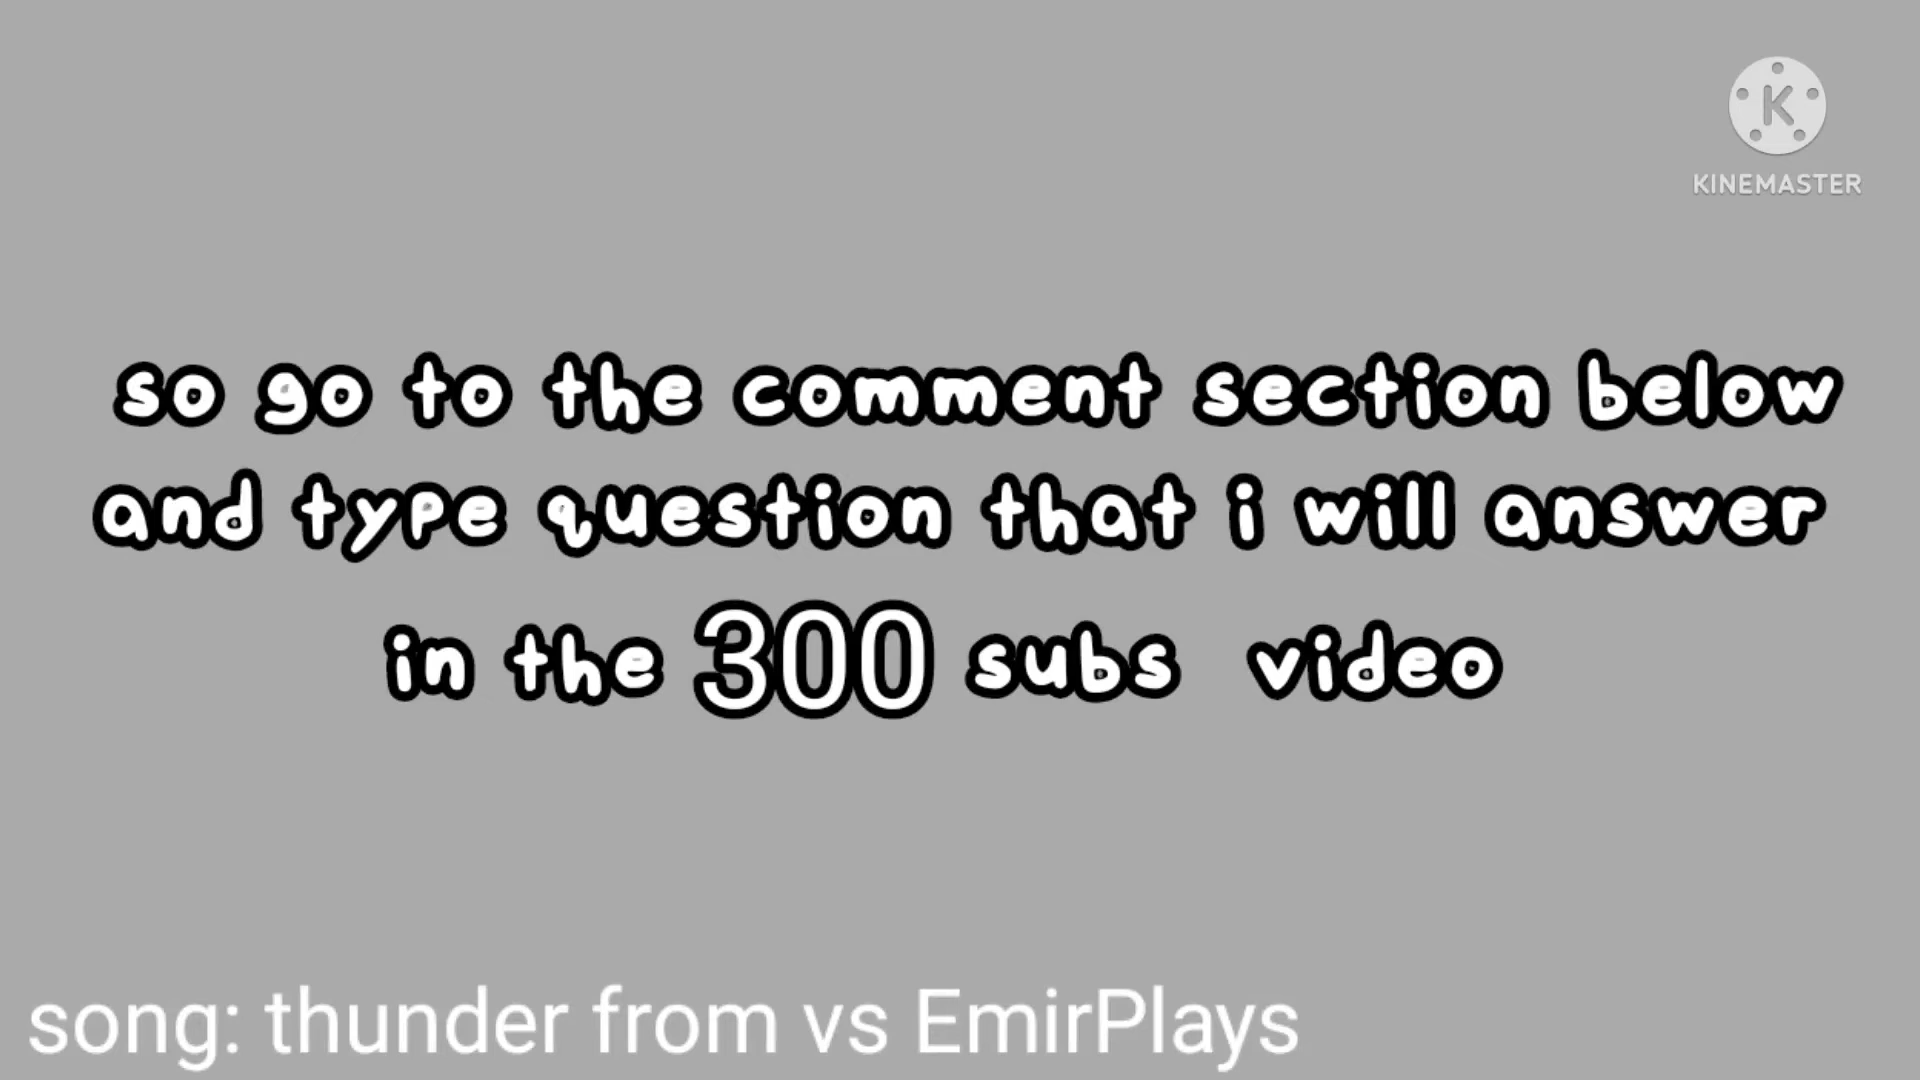 K
KINEMASTER
so go to the comment section below
and type question that i will answer
in the 300 subs video
song: thunder from vs EmirPlays